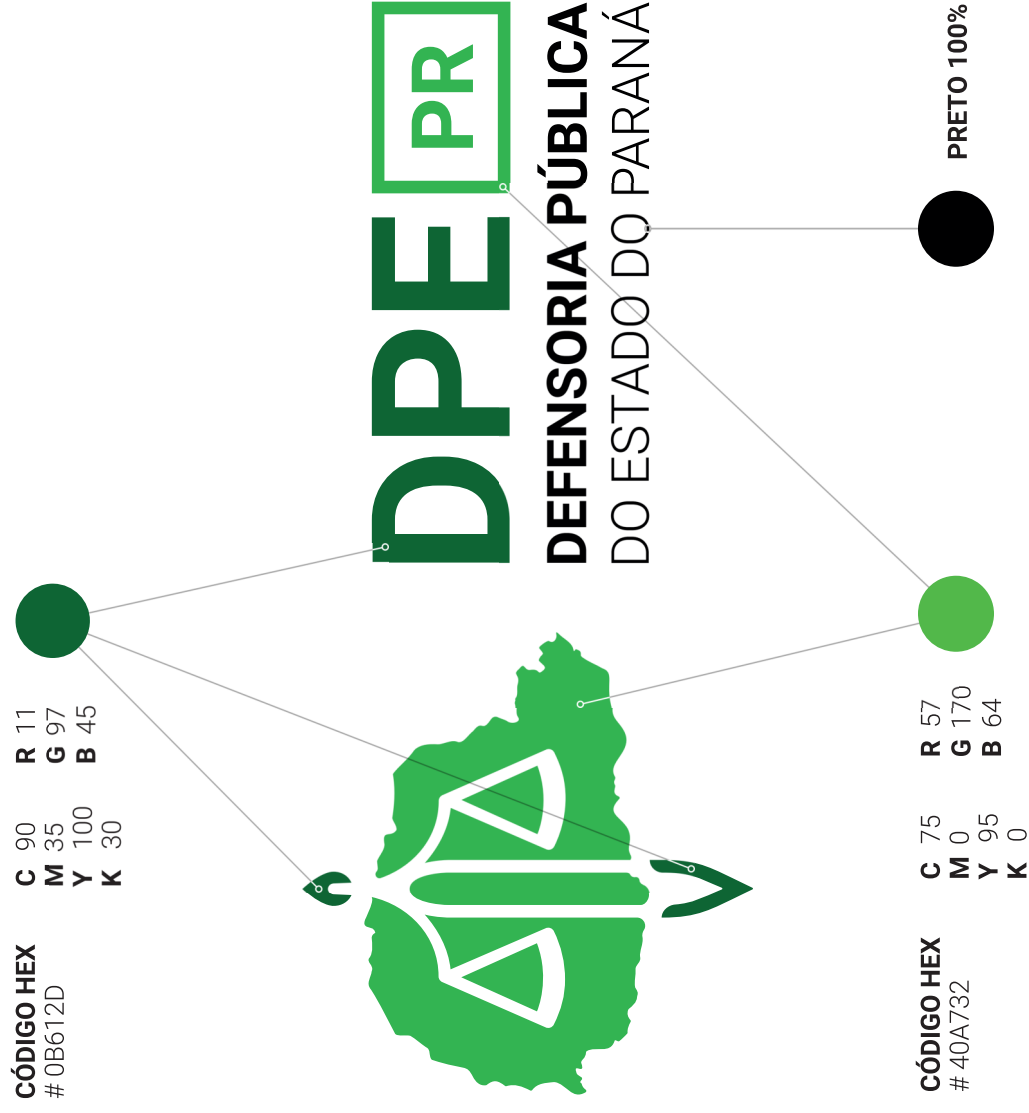 CÓDIGO HEX
# 0B612D
C 90
M 35
Y 100
K 30
R 11
G 97
B 45
DPE PR
DEFENSORIA PÚBLICA
DO ESTADO DO PARANÁ
CÓDIGO HEX
# 40A732
C 75
M 0
Y 95
K 0
R 57
G 170
B 64
PRETO 100%